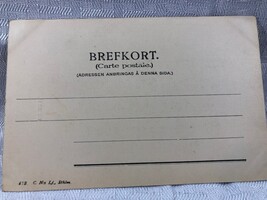 BREFKORT.
(Carte postale.)
(ADRESSEN ANBRINGAS Å DENNA SIDA.)